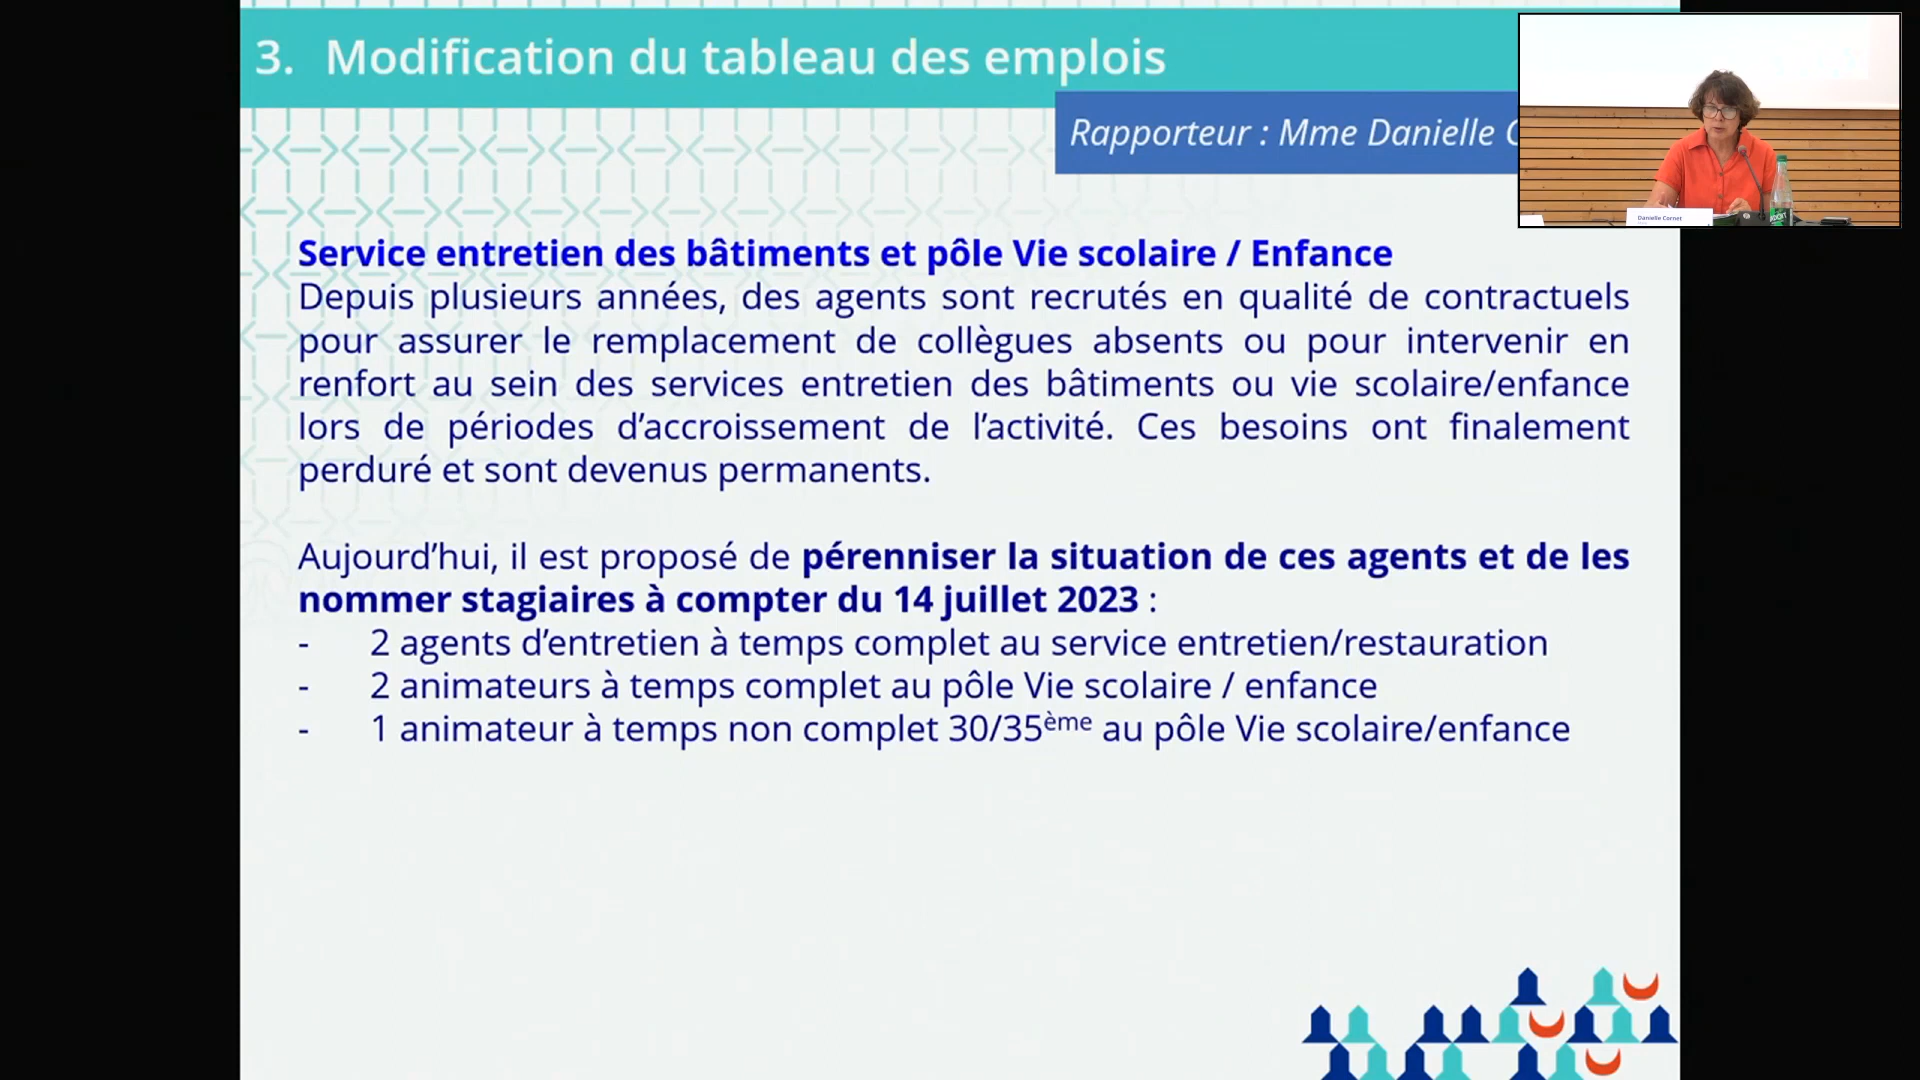 3. Modification du tableau des emplois
Rapporteur : Mme Danielle
Danielle Cornet
Service entretien des bâtiments et pôle Vie scolaire / Enfance
Depuis plusieurs années, des agents sont recrutés en qualité de contractuels
pour assurer le remplacement de collègues absents ou pour intervenir en
renfort au sein des services entretien des bâtiments ou vie scolaire/enfance
lors de périodes d’accroissement de l’activité. Ces besoins ont finalement
perduré et sont devenus permanents.
Aujourd’hui, il est proposé de pérenniser la situation de ces agents et de les
nommer stagiaires à compter du 14 juillet 2023 :
- 2 agents d’entretien à temps complet au service entretien/restauration
- 2 animateurs à temps complet au pôle Vie scolaire / enfance
- 1 animateur à temps non complet 30/35ème au pôle Vie scolaire/enfance